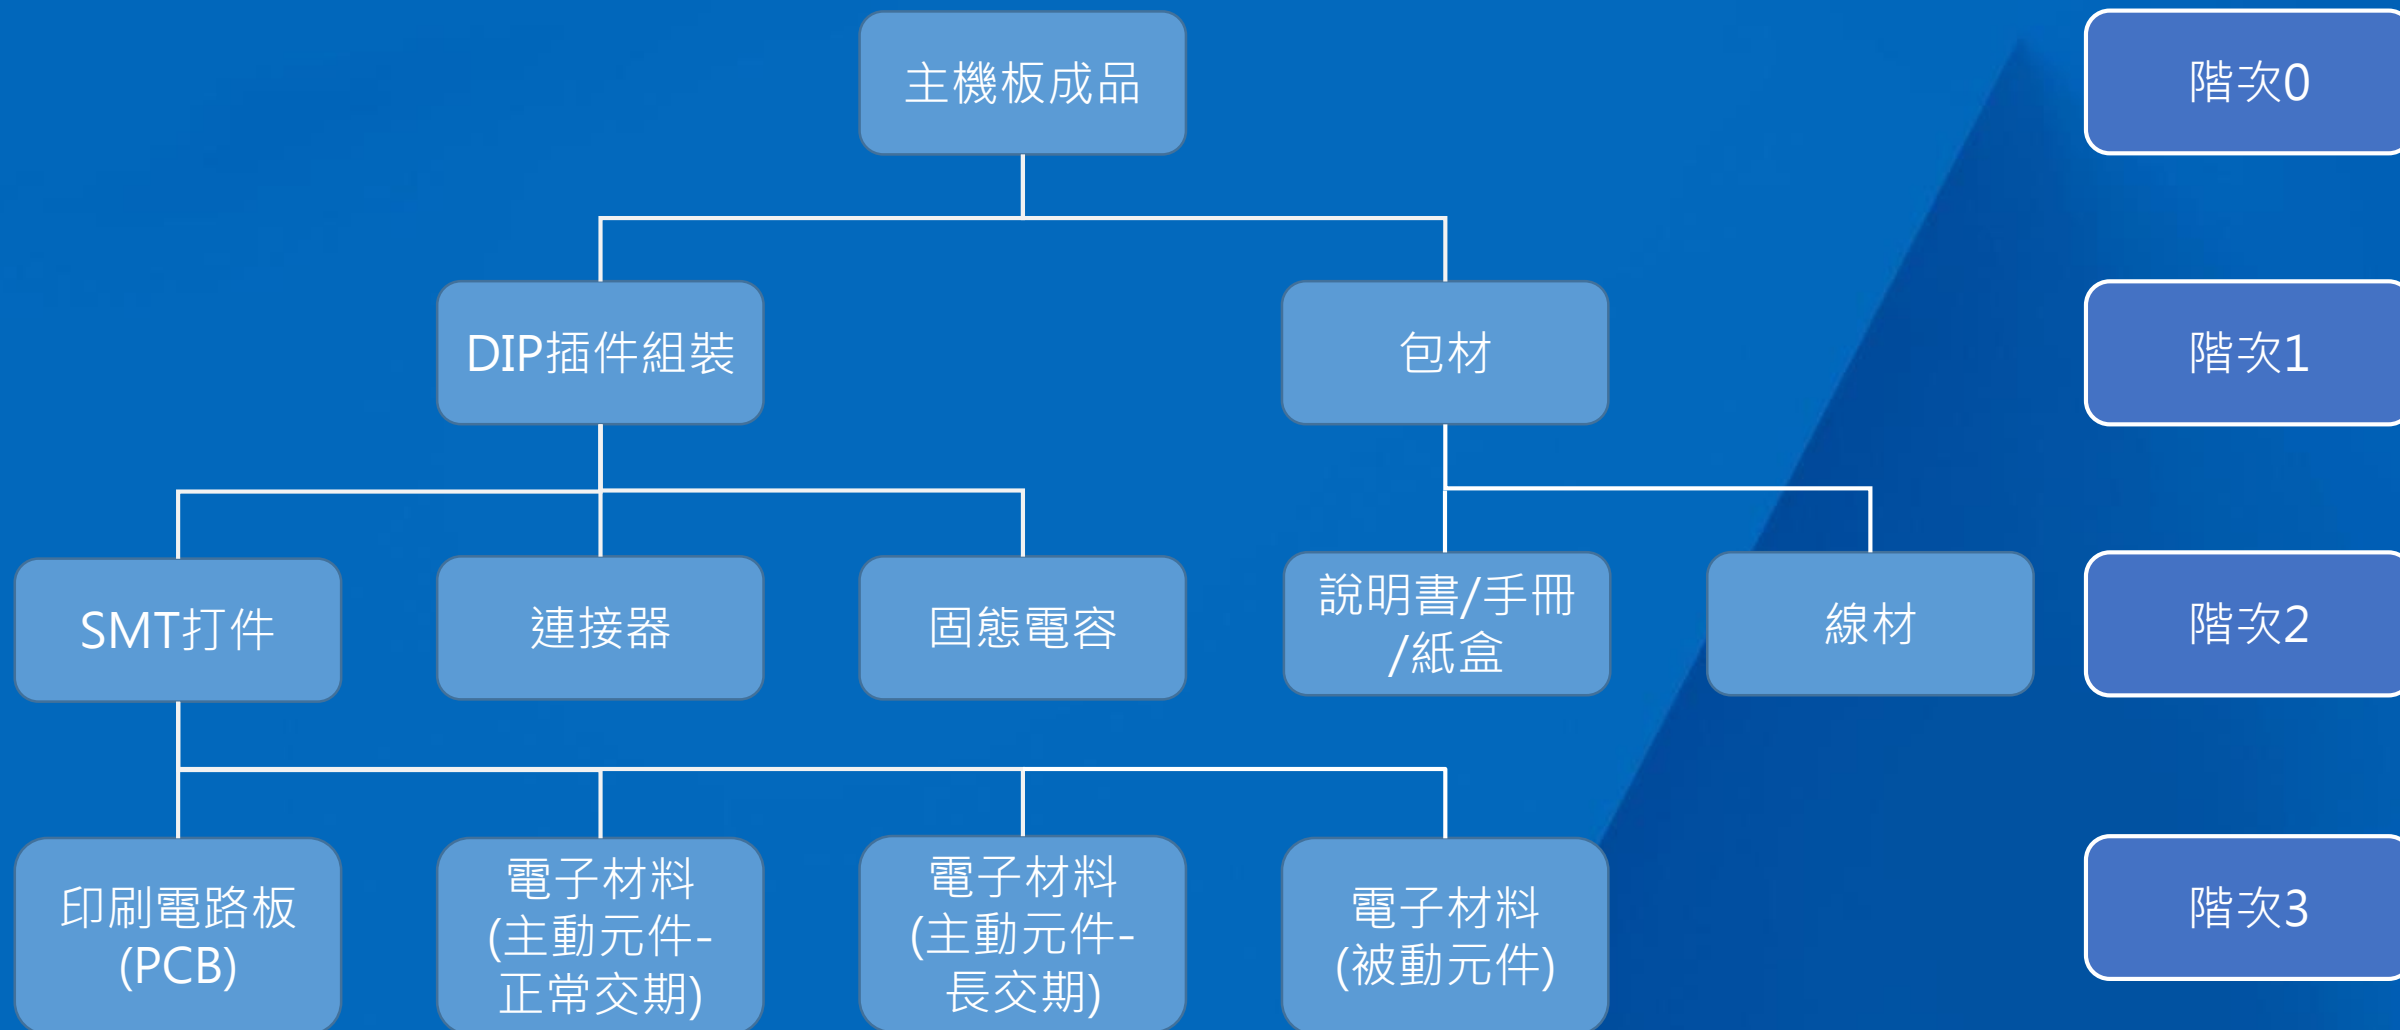 主機板成品
階次0
DIP插件組裝
包材
階次1
SMT打件
連接器
固態電容
說明書/手冊
/紙盒
線材
階次2
印刷電路板
(PCB)
電子材料
(主動元件-
正常交期)
電子材料
(主動元件-
長交期)
電子材料
(被動元件)
階次3